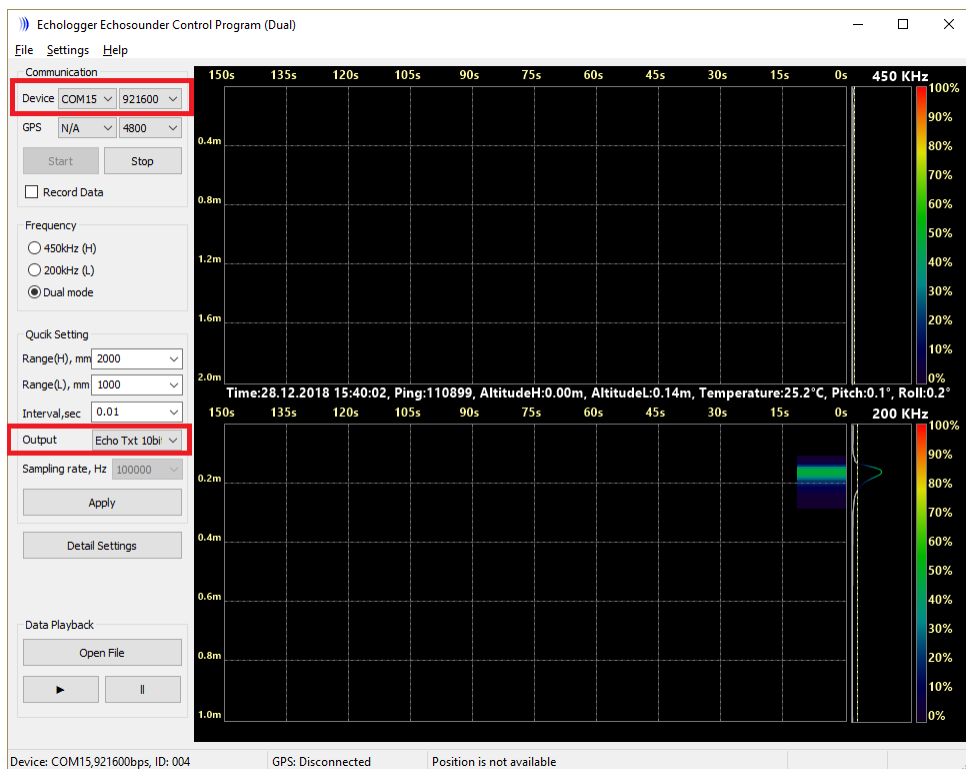 Echologger Echosounder Control Program (Dual)
File Settings Help
Communication
Device COM15 921600
GPS N/A 4800
Start Stop
Record Data
Frequency
450kHz (H)
200kHz (L)
Dual mode
Qucik Setting
Range(H), mm 2000
Range(L), mm 1000
Interval,sec 0.01
Output Echo Txt 10bit
Sampling rate, Hz 100000
Apply
Detail Settings
Data Playback
Open File
150s 135s 120s 105s 90s 75s 60s 45s 30s 15s 0s 450 KHz
0.4m
0.8m
1.2m
1.6m
2.0m
100%
90%
80%
70%
60%
50%
40%
30%
20%
10%
0%
Time:28.12.2018 15:40:02, Ping:110899, AltitudeH:0.00m, AltitudeL:0.14m, Temperature:25.2°C, Pitch:0.1°, Roll:0.2°
150s 135s 120s 105s 90s 75s 60s 45s 30s 15s 0s 200 KHz
0.2m
0.4m
0.6m
0.8m
1.0m
100%
90%
80%
70%
60%
50%
40%
30%
20%
10%
0%
Device: COM15,921600bps, ID: 004 GPS: Disconnected Position is not available